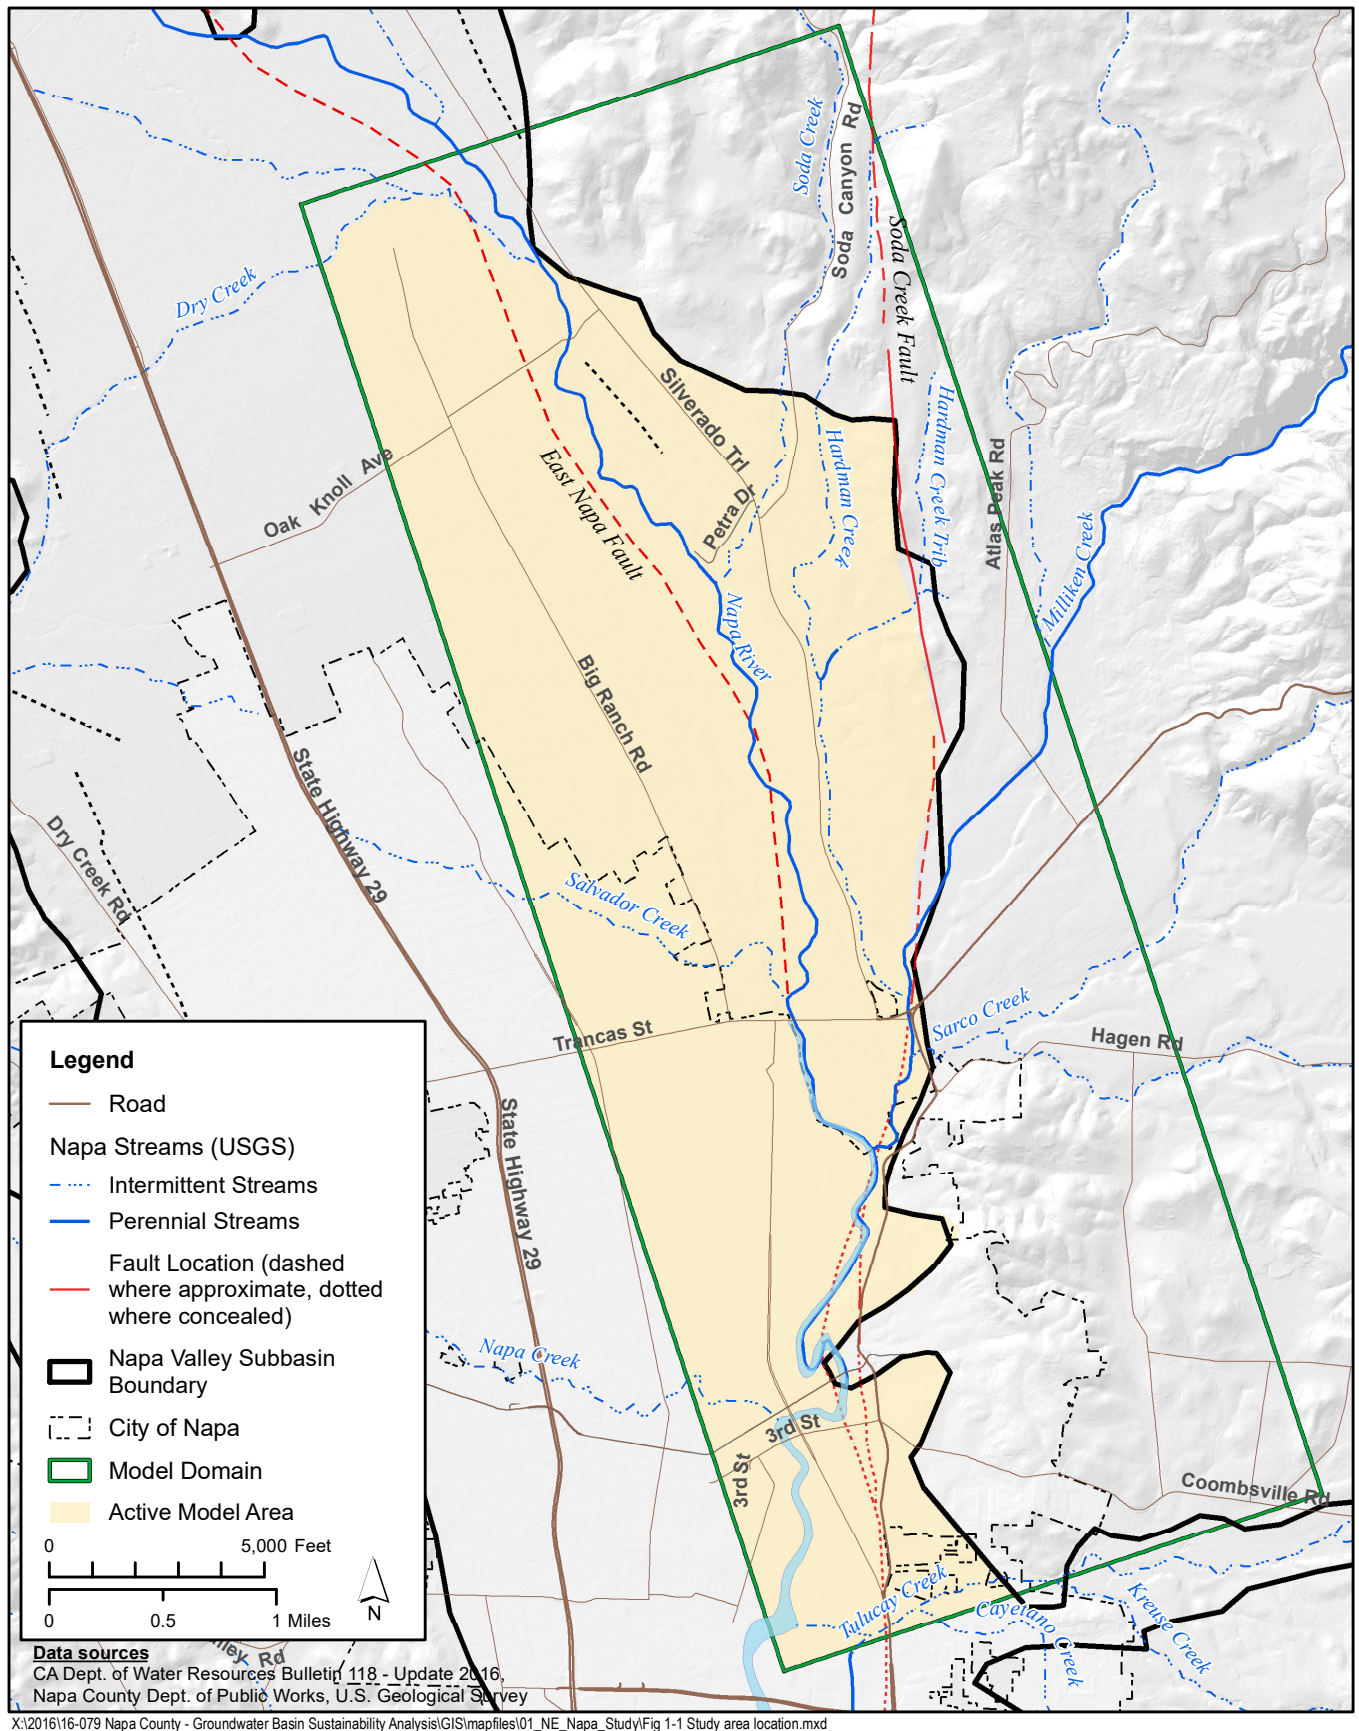 Soda Creek
Soda Canyon Rd
Soda Creek Fault
Dry Creek
Silverado Trl
Hardman Creek
Hardman Creek Trib
Oak Knoll Ave
East Napa Fault
Petra Dr
Atlas Peak Rd
Milliken Creek
Napa River
Big Ranch Rd
State Highway 29
Dry Creek Rd
Salvador Creek
Trancas St
Sarco Creek
Hagen Rd
State Highway 29
Napa Creek
3rd St
3rd St
Coombsville Rd
Tulucay Creek
Cayetano Creek
Kreuse Creek
Legend
Road
Napa Streams (USGS)
Intermittent Streams
Perennial Streams
Fault Location (dashed
where approximate, dotted
where concealed)
Napa Valley Subbasin
Boundary
City of Napa
Model Domain
Active Model Area
0 5,000 Feet
0 0.5 1 Miles
N
Rd
Data sources
CA Dept. of Water Resources Bulletin 118 - Update 2016,
Napa County Dept. of Public Works, U.S. Geological Survey
X:\2016\16-079 Napa County - Groundwater Basin Sustainability Analysis\GIS\mapfiles\01_NE_Napa_Study\Fig 1-1 Study area location.mxd